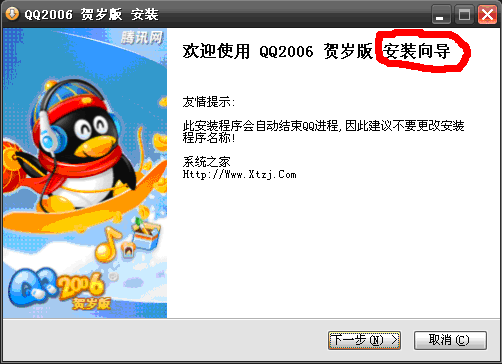 QQ2006 贺岁版 安装
腾讯网
欢迎使用 QQ2006 贺岁版 安装向导
友情提示:
此安装程序会自动结束QQ进程,因此建议不要更改安装
程序名称!
系统之家
Http://Www.Xtzj.Com
QQ2006
贺岁版
下一步(N) >
取消(C)